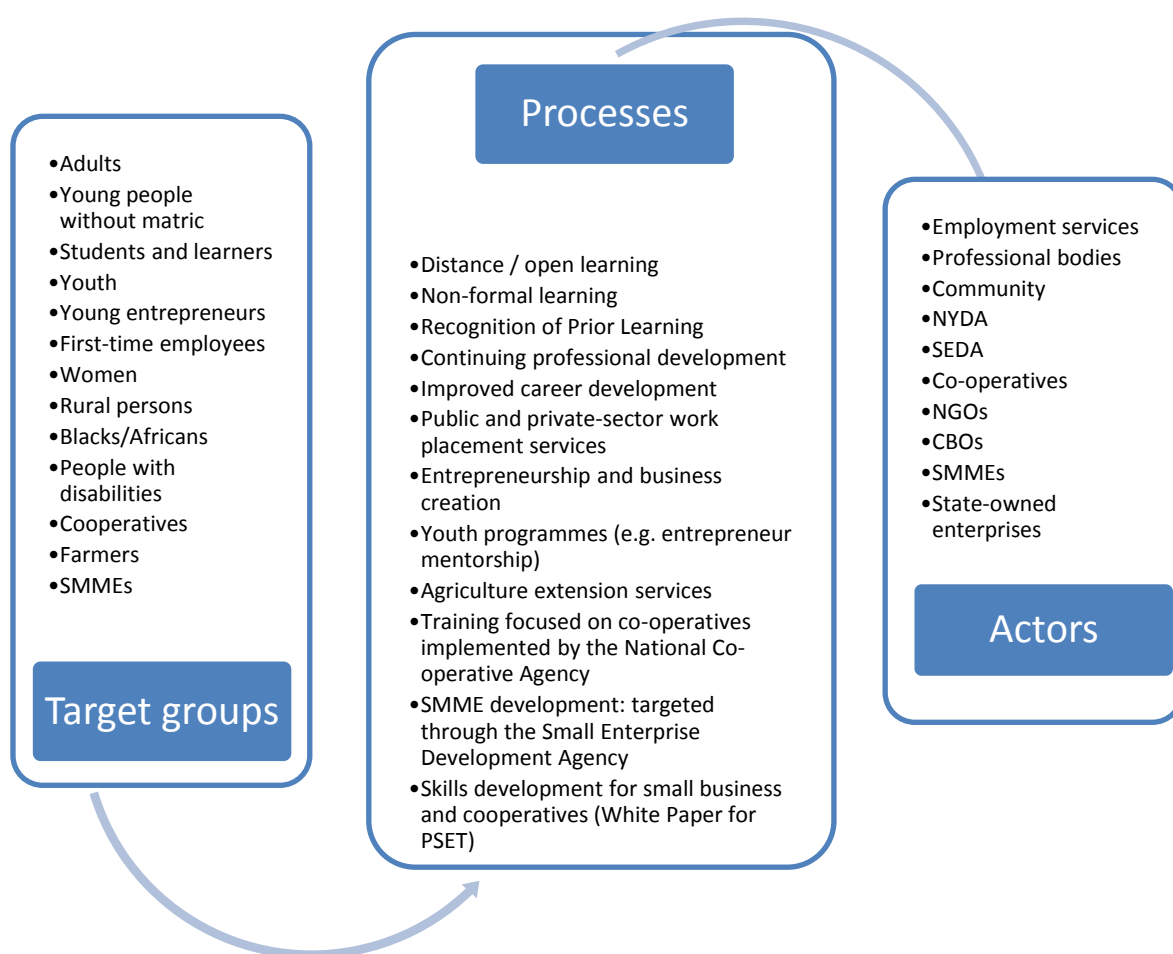 •Adults
•Young people
without matric
•Students and learners
•Youth
•Young entrepreneurs
•First-time employees
•Women
•Rural persons
•Blacks/Africans
•People with
disabilities
•Cooperatives
•Farmers
•SMMEs
Target groups
Processes
•Distance / open learning
•Non-formal learning
•Recognition of Prior Learning
•Continuing professional development
•Improved career development
•Public and private-sector work
placement services
•Entrepreneurship and business
creation
•Youth programmes (e.g. entrepreneur
mentorship)
•Agriculture extension services
•Training focused on co-operatives
implemented by the National Co-
operative Agency
•SMME development: targeted
through the Small Enterprise
Development Agency
•Skills development for small business
and cooperatives (White Paper for
PSET)
•Employment services
•Professional bodies
•Community
•NYDA
•SEDA
•Co-operatives
•NGOs
•CBOs
•SMMEs
•State-owned
enterprises
Actors